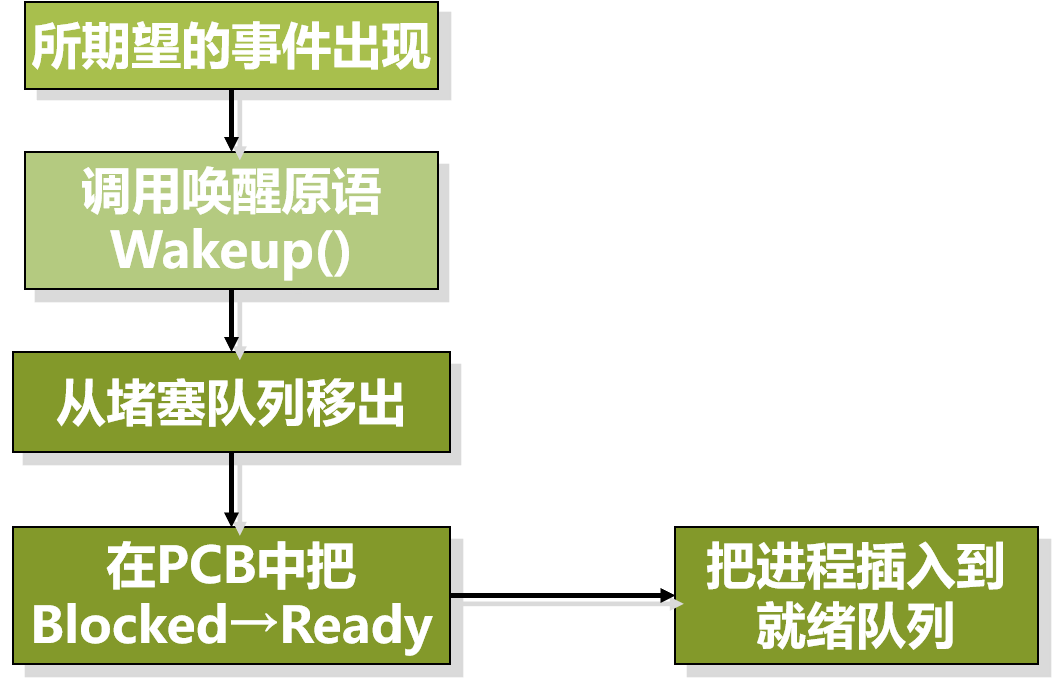 所期望的事件出现
调用唤醒原语
Wakeup()
从堵塞队列移出
在PCB中把
Blocked→Ready
把进程插入到
就绪队列